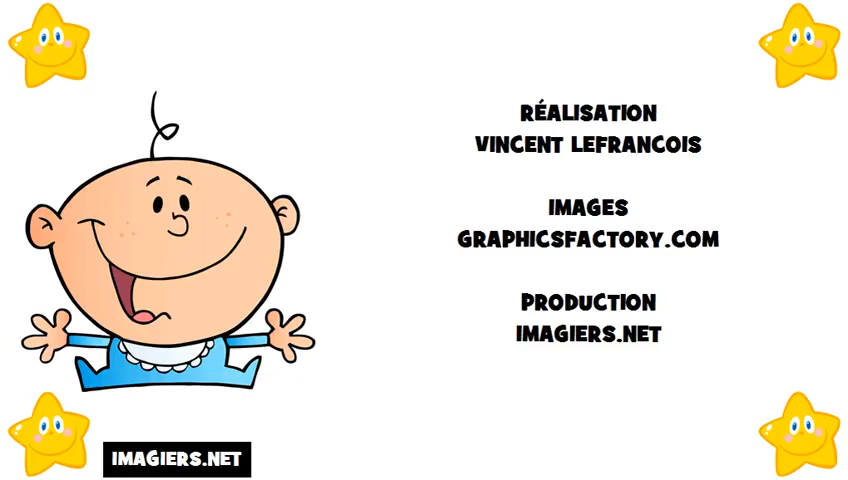 RÉALISATION
VINCENT LEFRANCOIS
IMAGES
GRAPHICSFACTORY.COM
PRODUCTION
IMAGIERS.NET
IMAGIERS.NET